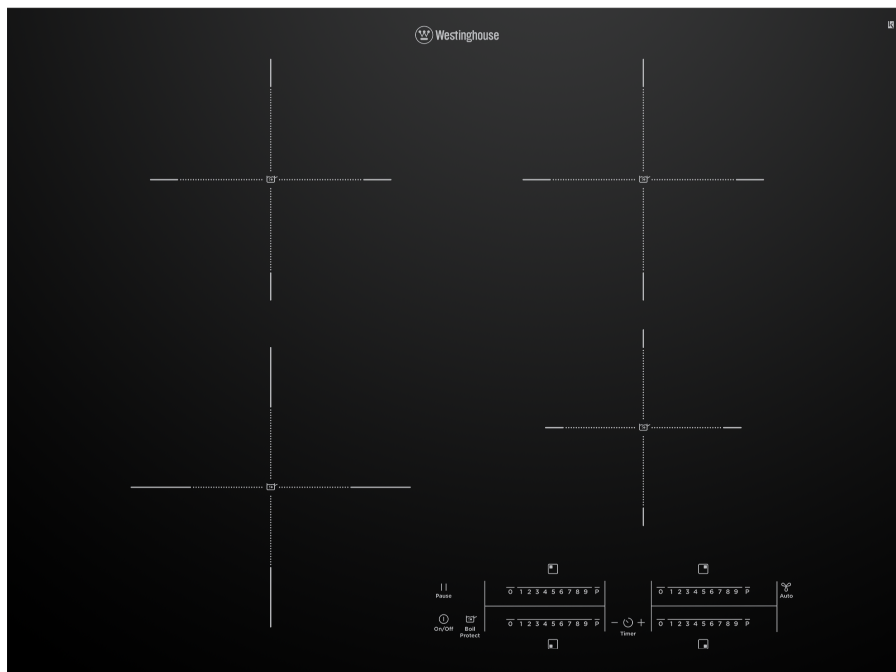 Westinghouse
Pause
0 1 2 3 4 5 6 7 8 9 P
0 1 2 3 4 5 6 7 8 9 P
Auto
On/Off
Boil
Protect
0 1 2 3 4 5 6 7 8 9 P
− Timer +
0 1 2 3 4 5 6 7 8 9 P